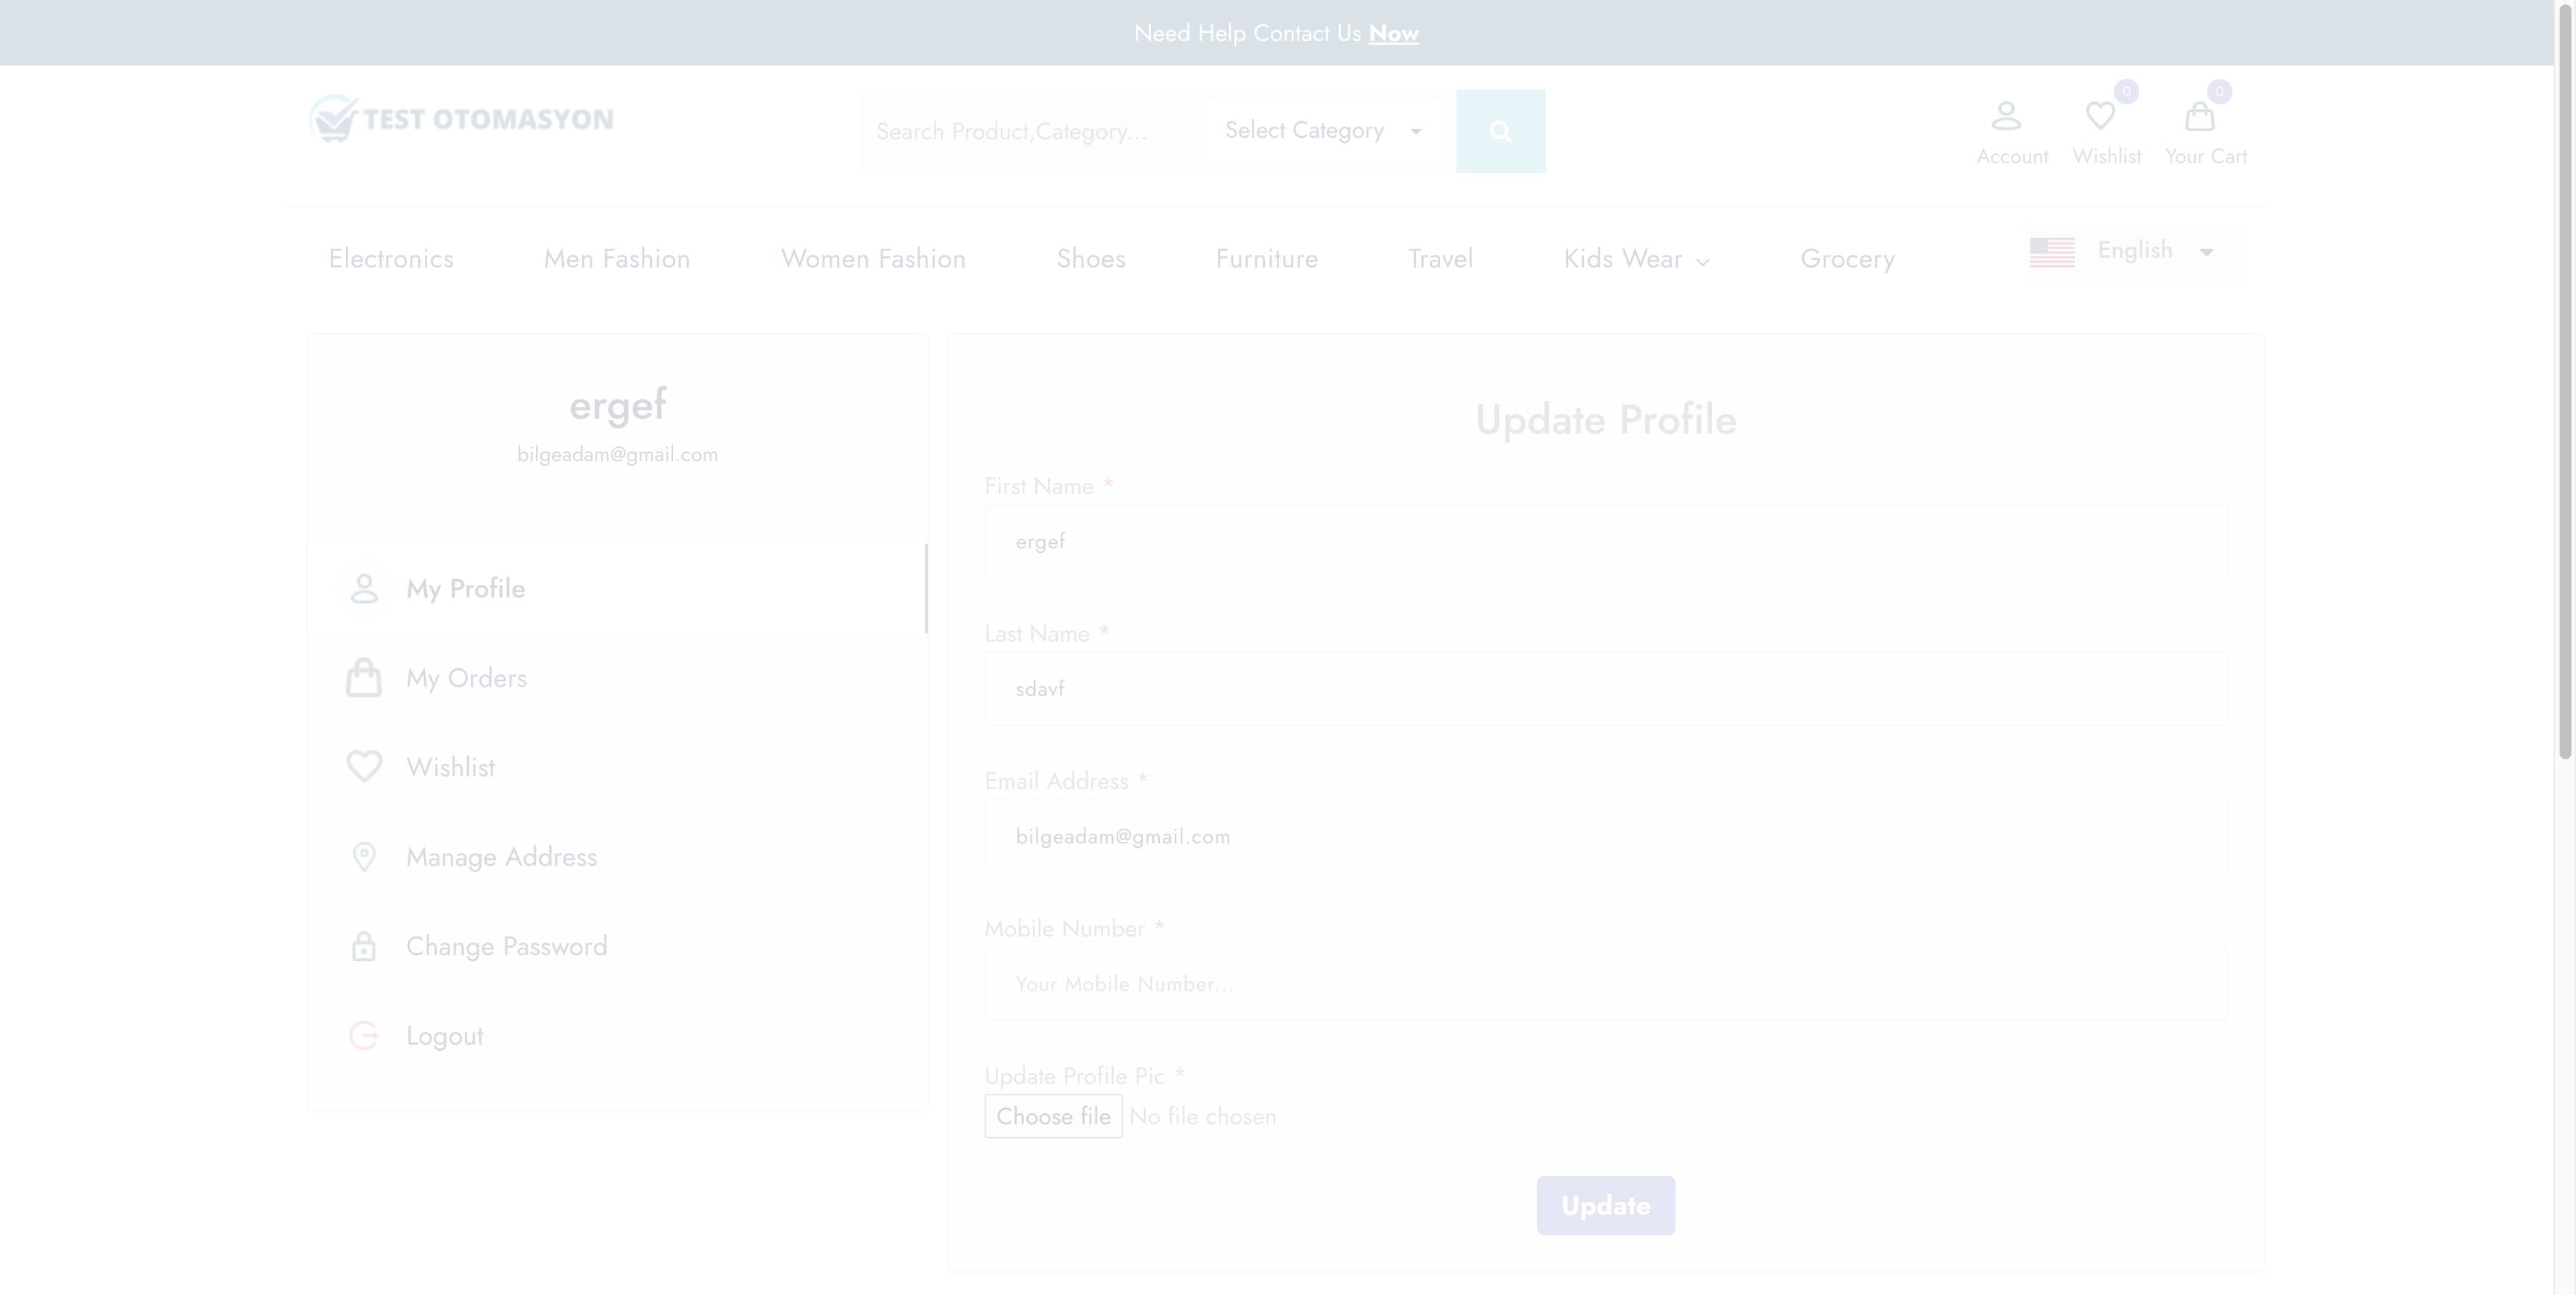 Need Help Contact Us Now
TEST OTOMASYON
Search Product,Category...
Select Category
0
0
Account
Wishlist
Your Cart
Electronics
Men Fashion
Women Fashion
Shoes
Furniture
Travel
Kids Wear
Grocery
English
ergef
bilgeadam@gmail.com
My Profile
My Orders
Wishlist
Manage Address
Change Password
Logout
Update Profile
First Name *
ergef
Last Name *
sdavf
Email Address *
bilgeadam@gmail.com
Mobile Number *
Your Mobile Number...
Update Profile Pic *
Choose file No file chosen
Update